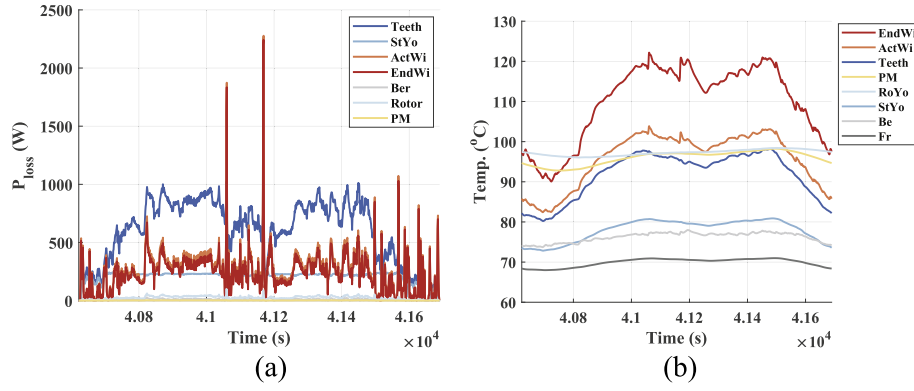 2500
2000
1500
1000
500
0
P_loss (W)
Teeth
StYo
ActWi
EndWi
Ber
Rotor
PM
4.08 4.1 4.12 4.14 4.16
Time (s)
×10^4
(a)
130
120
110
100
90
80
70
60
Temp. (°C)
EndWi
ActWi
Teeth
PM
RoYo
StYo
Be
Fr
4.08 4.1 4.12 4.14 4.16
Time (s)
×10^4
(b)